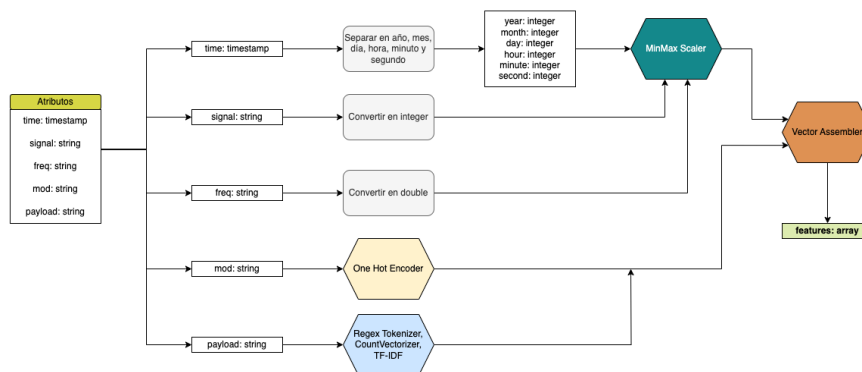 Atributos
time: timestamp
signal: string
freq: string
mod: string
payload: string
time: timestamp
Separar en año, mes,
día, hora, minuto y
segundo
year: integer
month: integer
day: integer
hour: integer
minute: integer
second: integer
MinMax Scaler
signal: string
Convertir en integer
freq: string
Convertir en double
mod: string
One Hot Encoder
payload: string
Regex Tokenizer,
CountVectorizer,
TF-IDF
Vector Assembler
features: array